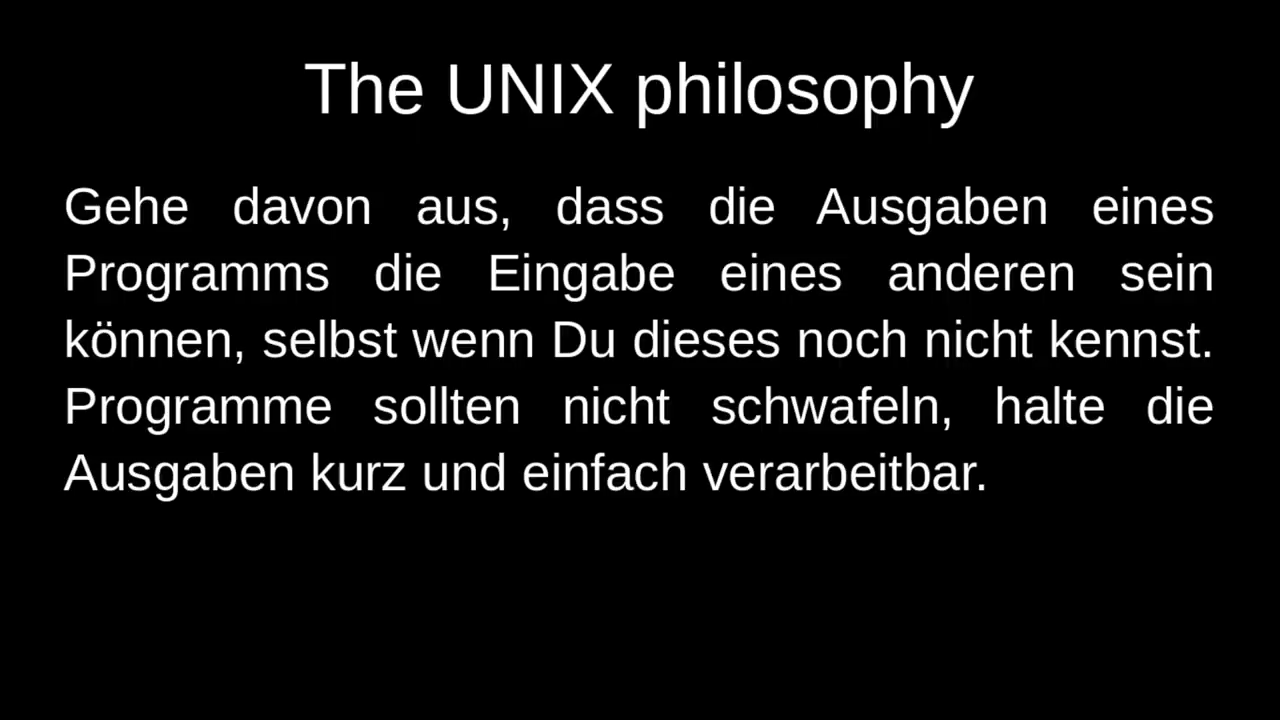 The UNIX philosophy
Gehe davon aus, dass die Ausgaben eines
Programms die Eingabe eines anderen sein
können, selbst wenn Du dieses noch nicht kennst.
Programme sollten nicht schwafeln, halte die
Ausgaben kurz und einfach verarbeitbar.